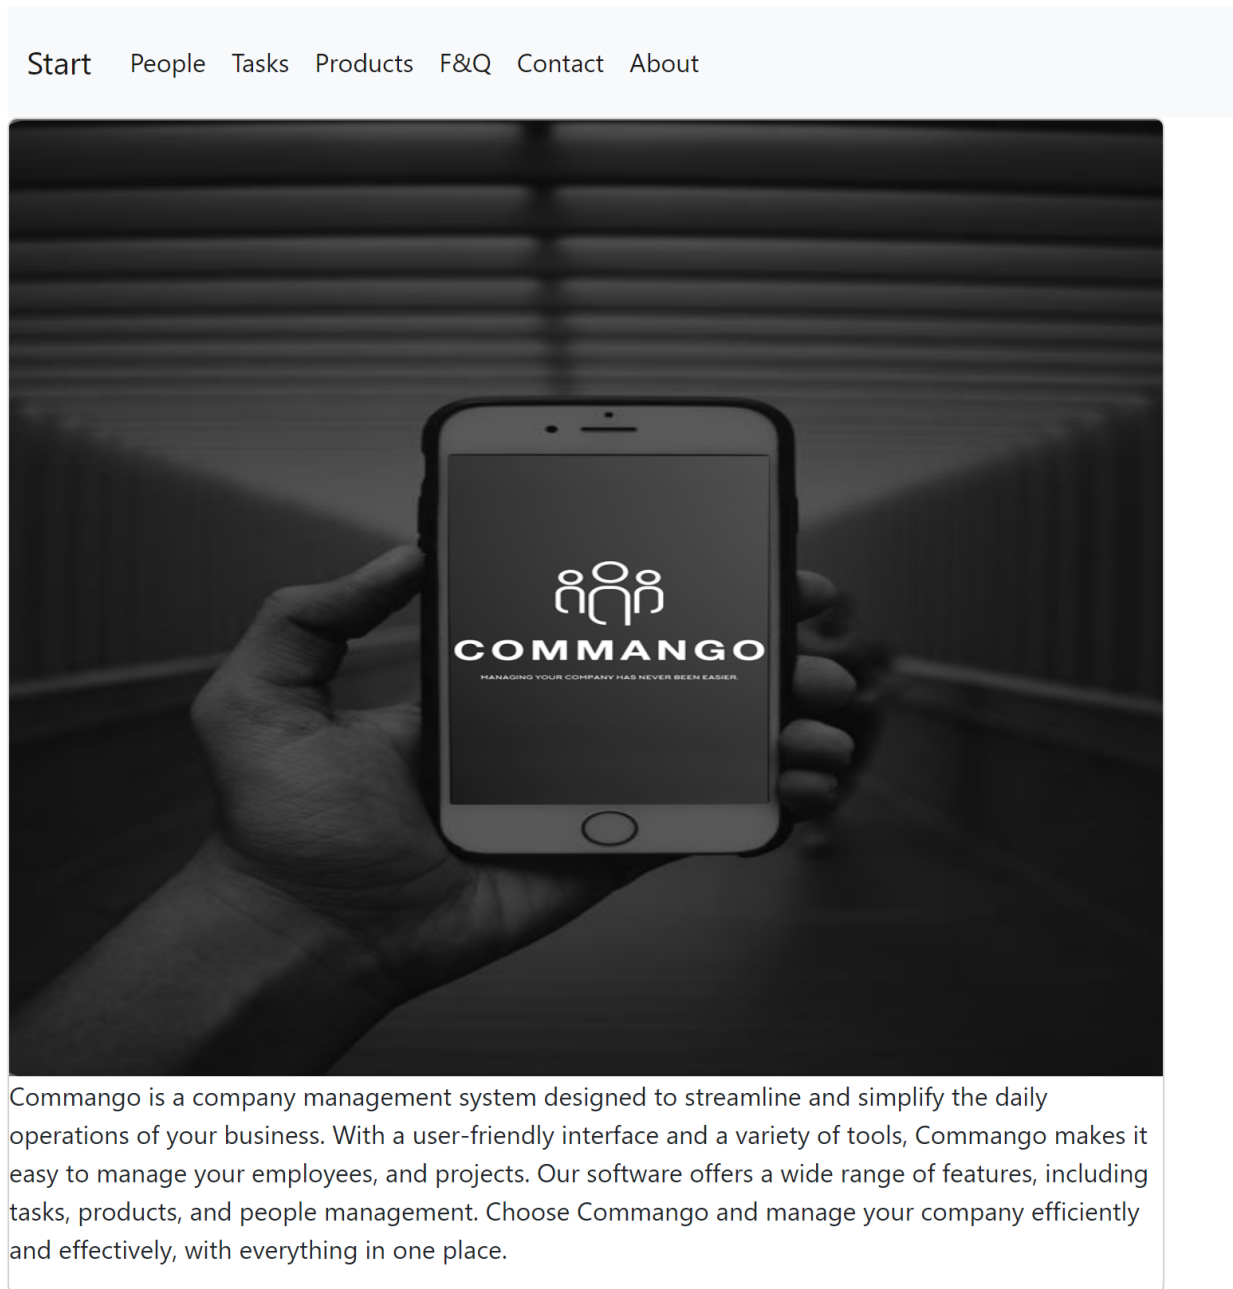 Start People Tasks Products F&Q Contact About
COMMANGO
MANAGING YOUR COMPANY HAS NEVER BEEN EASIER.
Commango is a company management system designed to streamline and simplify the daily
operations of your business. With a user-friendly interface and a variety of tools, Commango makes it
easy to manage your employees, and projects. Our software offers a wide range of features, including
tasks, products, and people management. Choose Commango and manage your company efficiently
and effectively, with everything in one place.